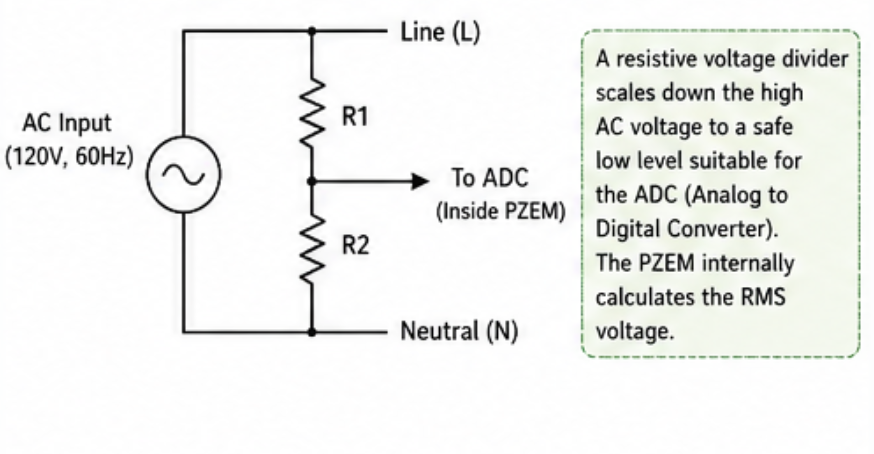 Line (L)
AC Input
(120V, 60Hz)
R1
To ADC
(Inside PZEM)
R2
Neutral (N)
A resistive voltage divider
scales down the high
AC voltage to a safe
low level suitable for
the ADC (Analog to
Digital Converter).
The PZEM internally
calculates the RMS
voltage.